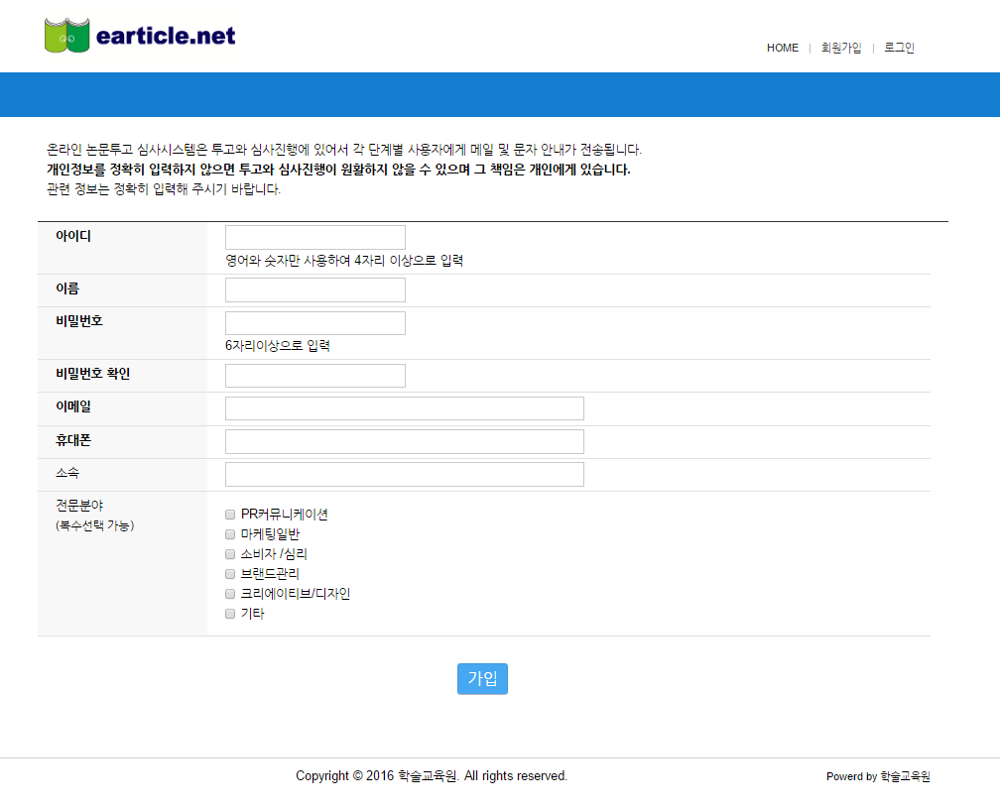 earticle.net
HOME | 회원가입 | 로그인
온라인 논문투고 심사시스템은 투고와 심사진행에 있어서 각 단계별 사용자에게 메일 및 문자 안내가 전송됩니다.
개인정보를 정확히 입력하지 않으면 투고와 심사진행이 원활하지 않을 수 있으며 그 책임은 개인에게 있습니다.
관련 정보는 정확히 입력해 주시기 바랍니다.
아이디
영어와 숫자만 사용하여 4자리 이상으로 입력
이름
비밀번호
6자리이상으로 입력
비밀번호 확인
이메일
휴대폰
소속
전문분야
(복수선택 가능)
PR커뮤니케이션
마케팅일반
소비자 /심리
브랜드관리
크리에이티브/디자인
기타
가입
Copyright © 2016 학술교육원. All rights reserved.
Powerd by 학술교육원